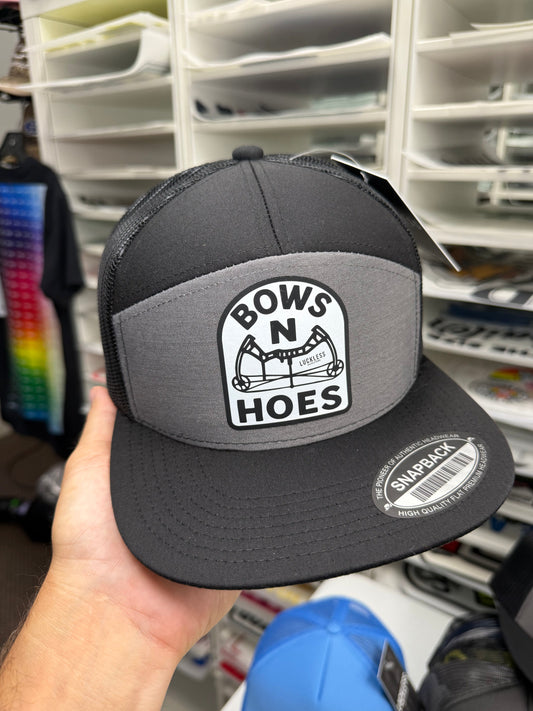 BOWS
N
LUCKLESS
HOES
THE PIONEER OF AUTHENTIC HEADWEAR
SNAPBACK
HIGH QUALITY FLAT PREMIUM HEADWEAR